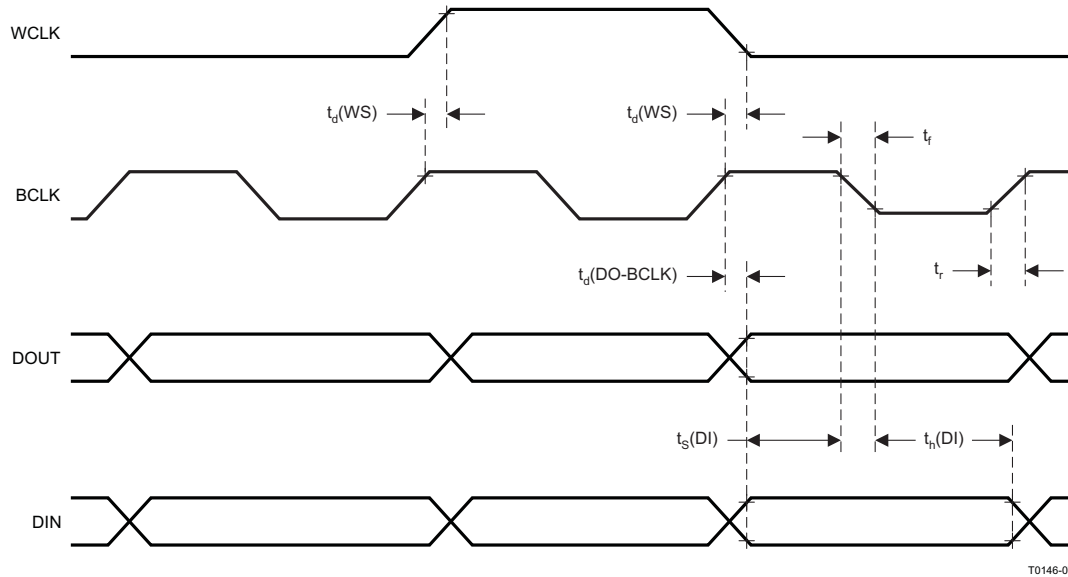 WCLK
td(WS)
td(WS)
tf
BCLK
td(DO-BCLK)
tr
DOUT
tS(DI)
th(DI)
DIN
T0146-0